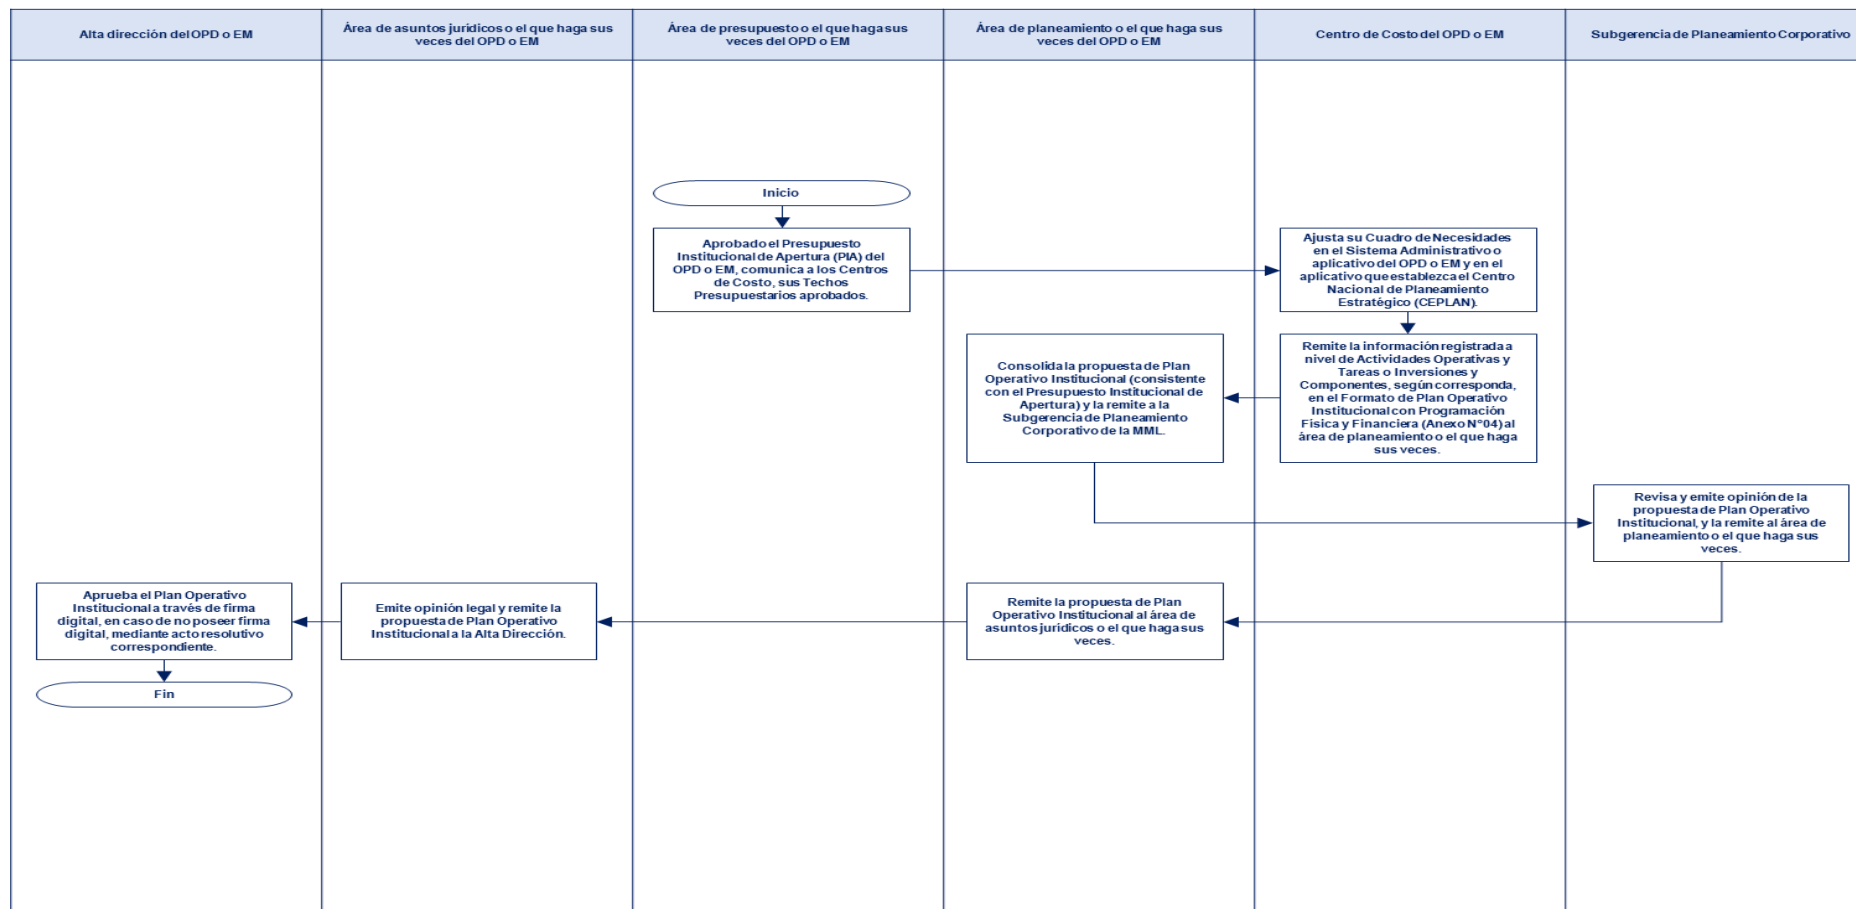 Alta dirección del OPD o EM
Área de asuntos jurídicos o el que haga sus
veces del OPD o EM
Área de presupuesto o el que haga sus
veces del OPD o EM
Área de planeamiento o el que haga sus
veces del OPD o EM
Centro de Costo del OPD o EM
Subgerencia de Planeamiento Corporativo
Inicio
Aprobado el Presupuesto
Institucional de Apertura (PIA) del
OPD o EM, comunica a los Centros
de Costo, sus Techos
Presupuestarios aprobados.
Ajusta su Cuadro de Necesidades
en el Sistema Administrativo o
aplicativo del OPD o EM y en el
aplicativo que establezca el Centro
Nacional de Planeamiento
Estratégico (CEPLAN).
Remite la información registrada a
nivel de Actividades Operativas y
Tareas o Inversiones y
Componentes, según corresponda,
en el Formato de Plan Operativo
Institucional con Programación
Física y Financiera (Anexo N°04) al
área de planeamiento o el que haga
sus veces.
Consolida la propuesta de Plan
Operativo Institucional (consistente
con el Presupuesto Institucional de
Apertura) y la remite a la
Subgerencia de Planeamiento
Corporativo de la MML.
Revisa y emite opinión de la
propuesta de Plan Operativo
Institucional, y la remite al área de
planeamiento o el que haga sus
veces.
Remite la propuesta de Plan
Operativo Institucional al área de
asuntos jurídicos o el que haga sus
veces.
Emite opinión legal y remite la
propuesta de Plan Operativo
Institucional a la Alta Dirección.
Aprueba el Plan Operativo
Institucional a través de firma
digital, en caso de no poseer firma
digital, mediante acto resolutivo
correspondiente.
Fin